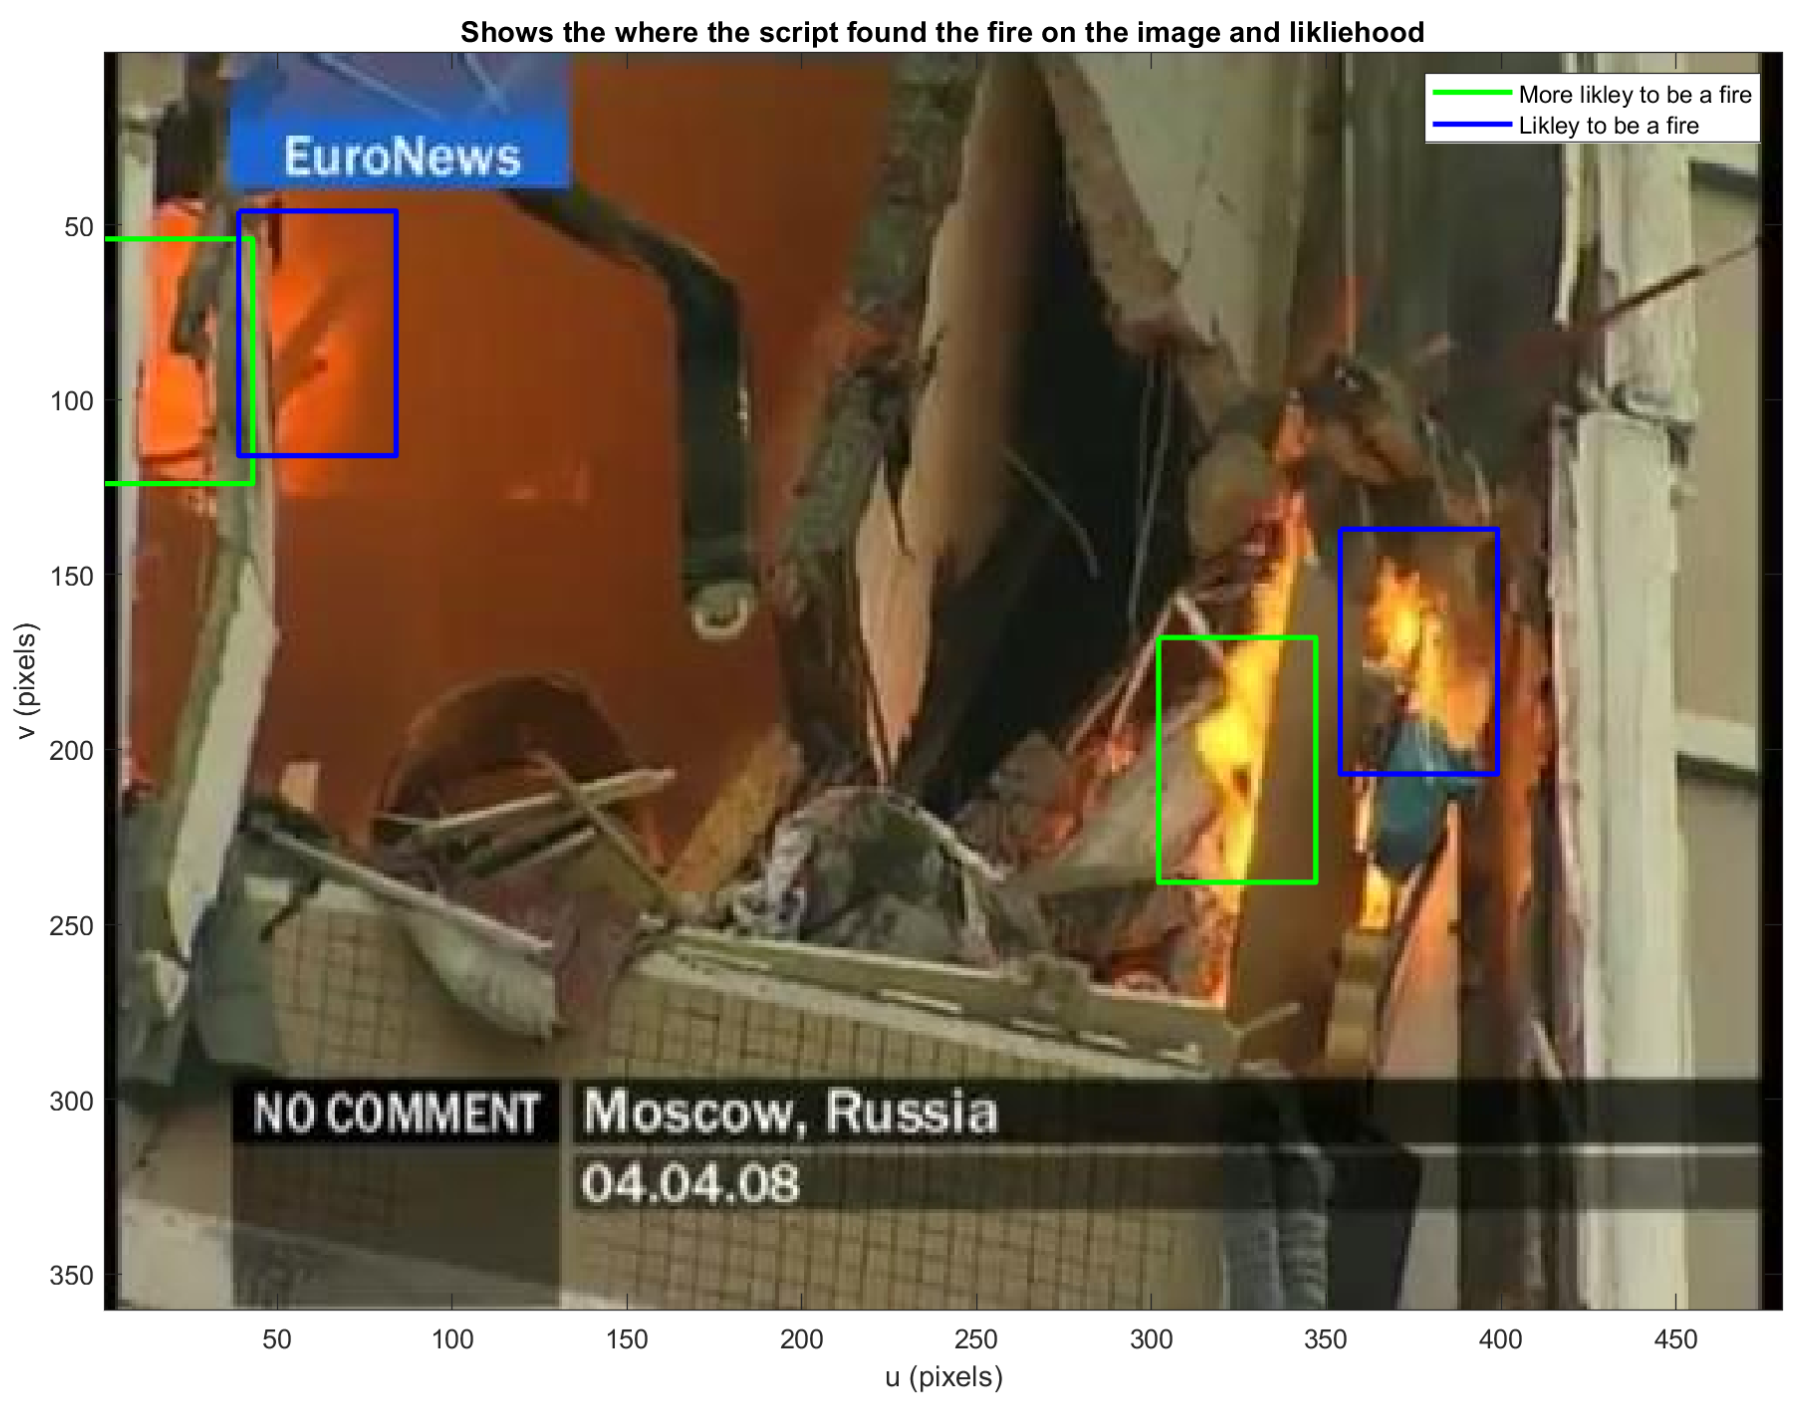 Shows the where the script found the fire on the image and likliehood
More likley to be a fire
Likley to be a fire
EuroNews
50
100
150
200
250
300
350
v (pixels)
NO COMMENT
Moscow, Russia
04.04.08
50
100
150
200
250
300
350
400
450
u (pixels)